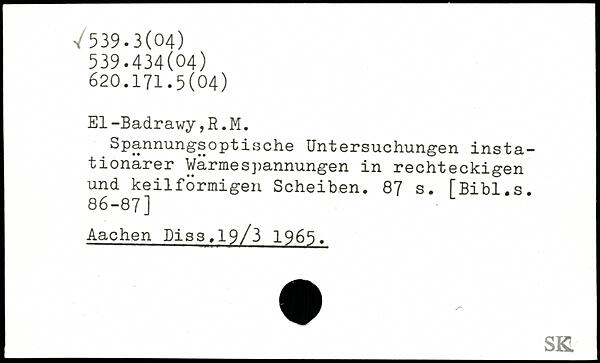 ✓539.3(04)
539.434(04)
620.171.5(04)
El-Badrawy,R.M.
Spannungsoptische Untersuchungen insta-
tionärer Wärmespannungen in rechteckigen
und keilförmigen Scheiben. 87 s. [Bibl.s.
86-87]
Aachen Diss.19/3 1965.
SK